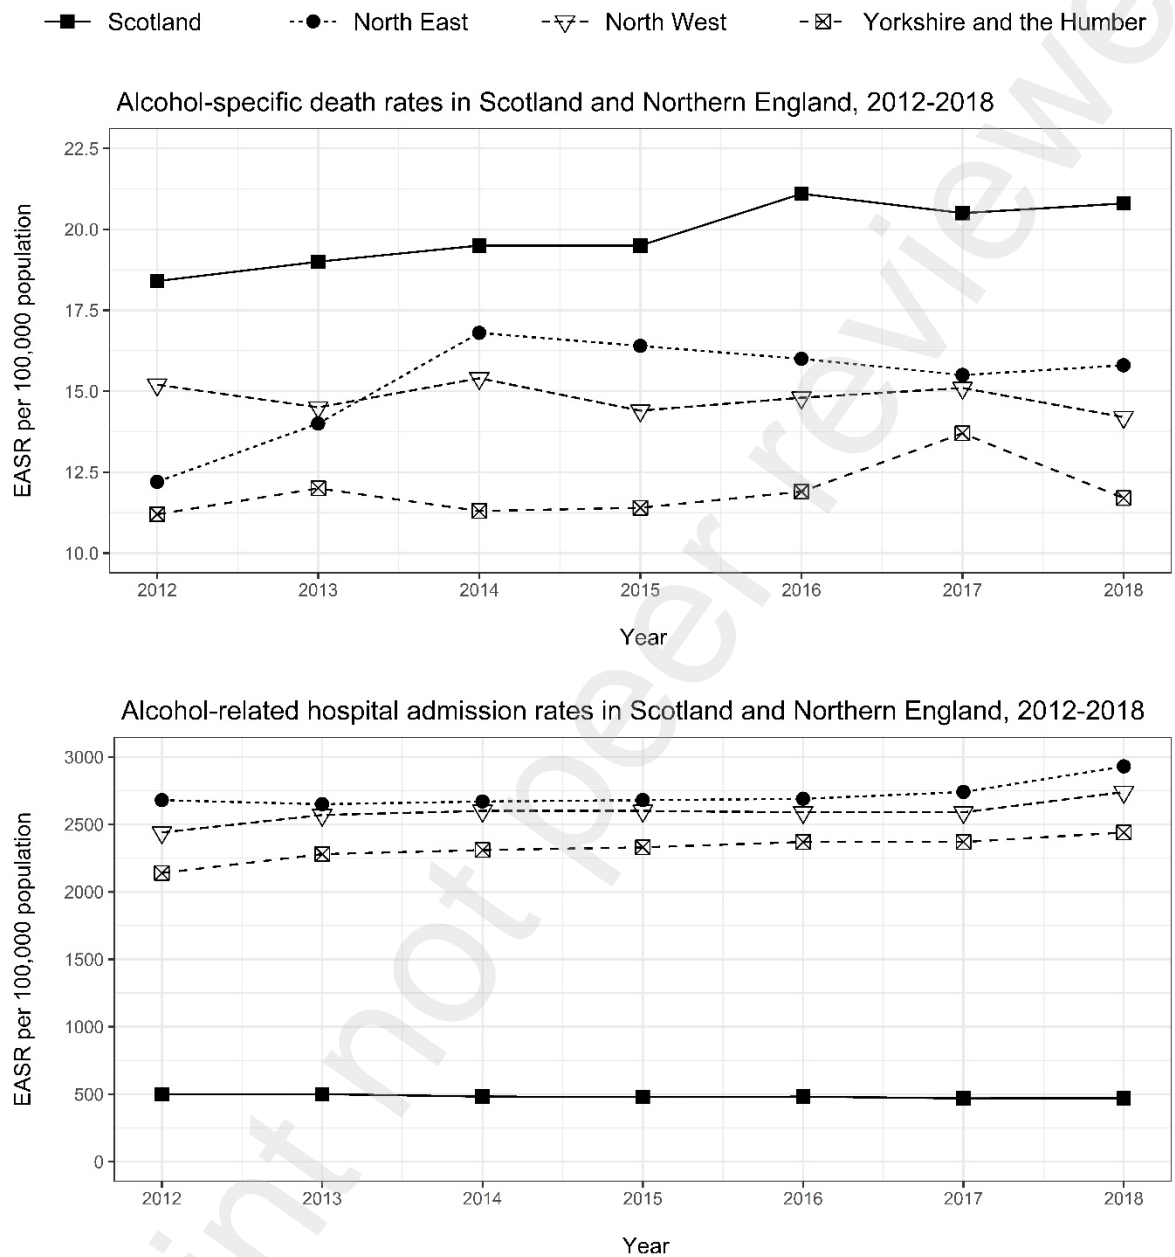 Scotland North East North West Yorkshire and the Humber
Alcohol-specific death rates in Scotland and Northern England, 2012-2018
22.5
20.0
17.5
15.0
12.5
10.0
EASR per 100,000 population
2012 2013 2014 2015 2016 2017 2018
Year
Alcohol-related hospital admission rates in Scotland and Northern England, 2012-2018
3000
2500
2000
1500
1000
500
0
EASR per 100,000 population
2012 2013 2014 2015 2016 2017 2018
Year
not peer reviewe